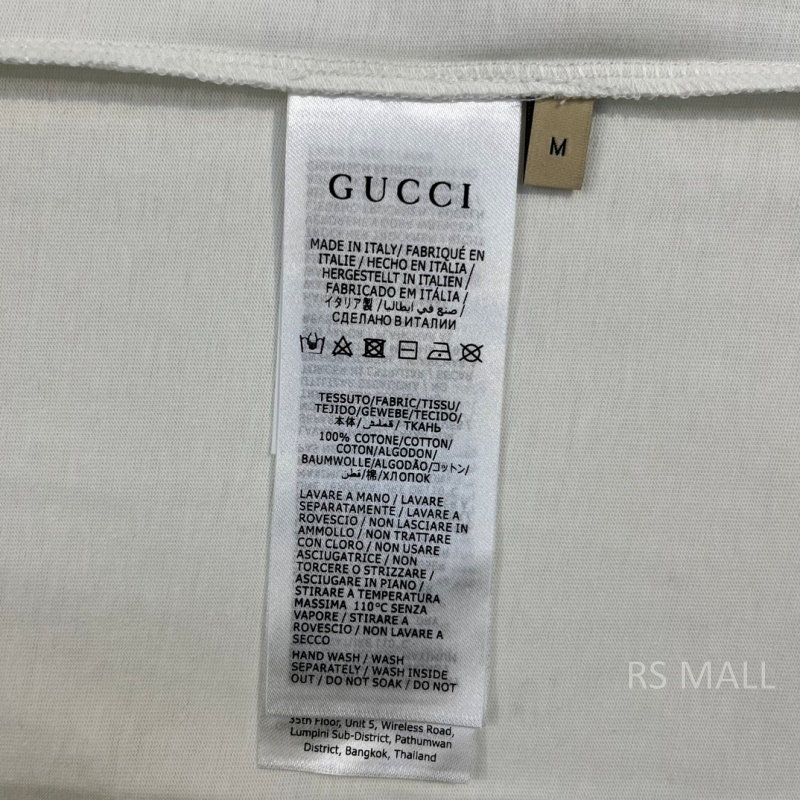 GUCCI
M
MADE IN ITALY/ FABRIQUÉ EN
ITALIE / HECHO EN ITALIA/
HERGESTELLT IN ITALIEN /
FABRICADO EM ITÁLIA /
イタリア製 / صنع في ايطاليا /
СДЕЛАНО В ИТАЛИИ
TESSUTO/FABRIC/TISSU/
TEJIDO/GEWEBE/TECIDO/
本体/ قماش / ТКАНЬ
100% COTONE/COTTON/
COTON/ALGODON/
BAUMWOLLE/ALGODÃO/コットン/
قطن/棉/ХЛОПОК
LAVARE A MANO / LAVARE
SEPARATAMENTE / LAVARE A
ROVESCIO / NON LASCIARE IN
AMMOLLO / NON TRATTARE
CON CLORO / NON USARE
ASCIUGATRICE / NON
TORCERE O STRIZZARE /
ASCIUGARE IN PIANO /
STIRARE A TEMPERATURA
MASSIMA 110°C SENZA
VAPORE / STIRARE A
ROVESCIO / NON LAVARE A
SECCO
HAND WASH / WASH
SEPARATELY / WASH INSIDE
OUT / DO NOT SOAK / DO NOT
35th Floor, Unit 5, Wireless Road,
Lumpini Sub-District, Pathumwan
District, Bangkok, Thailand
RS MALL